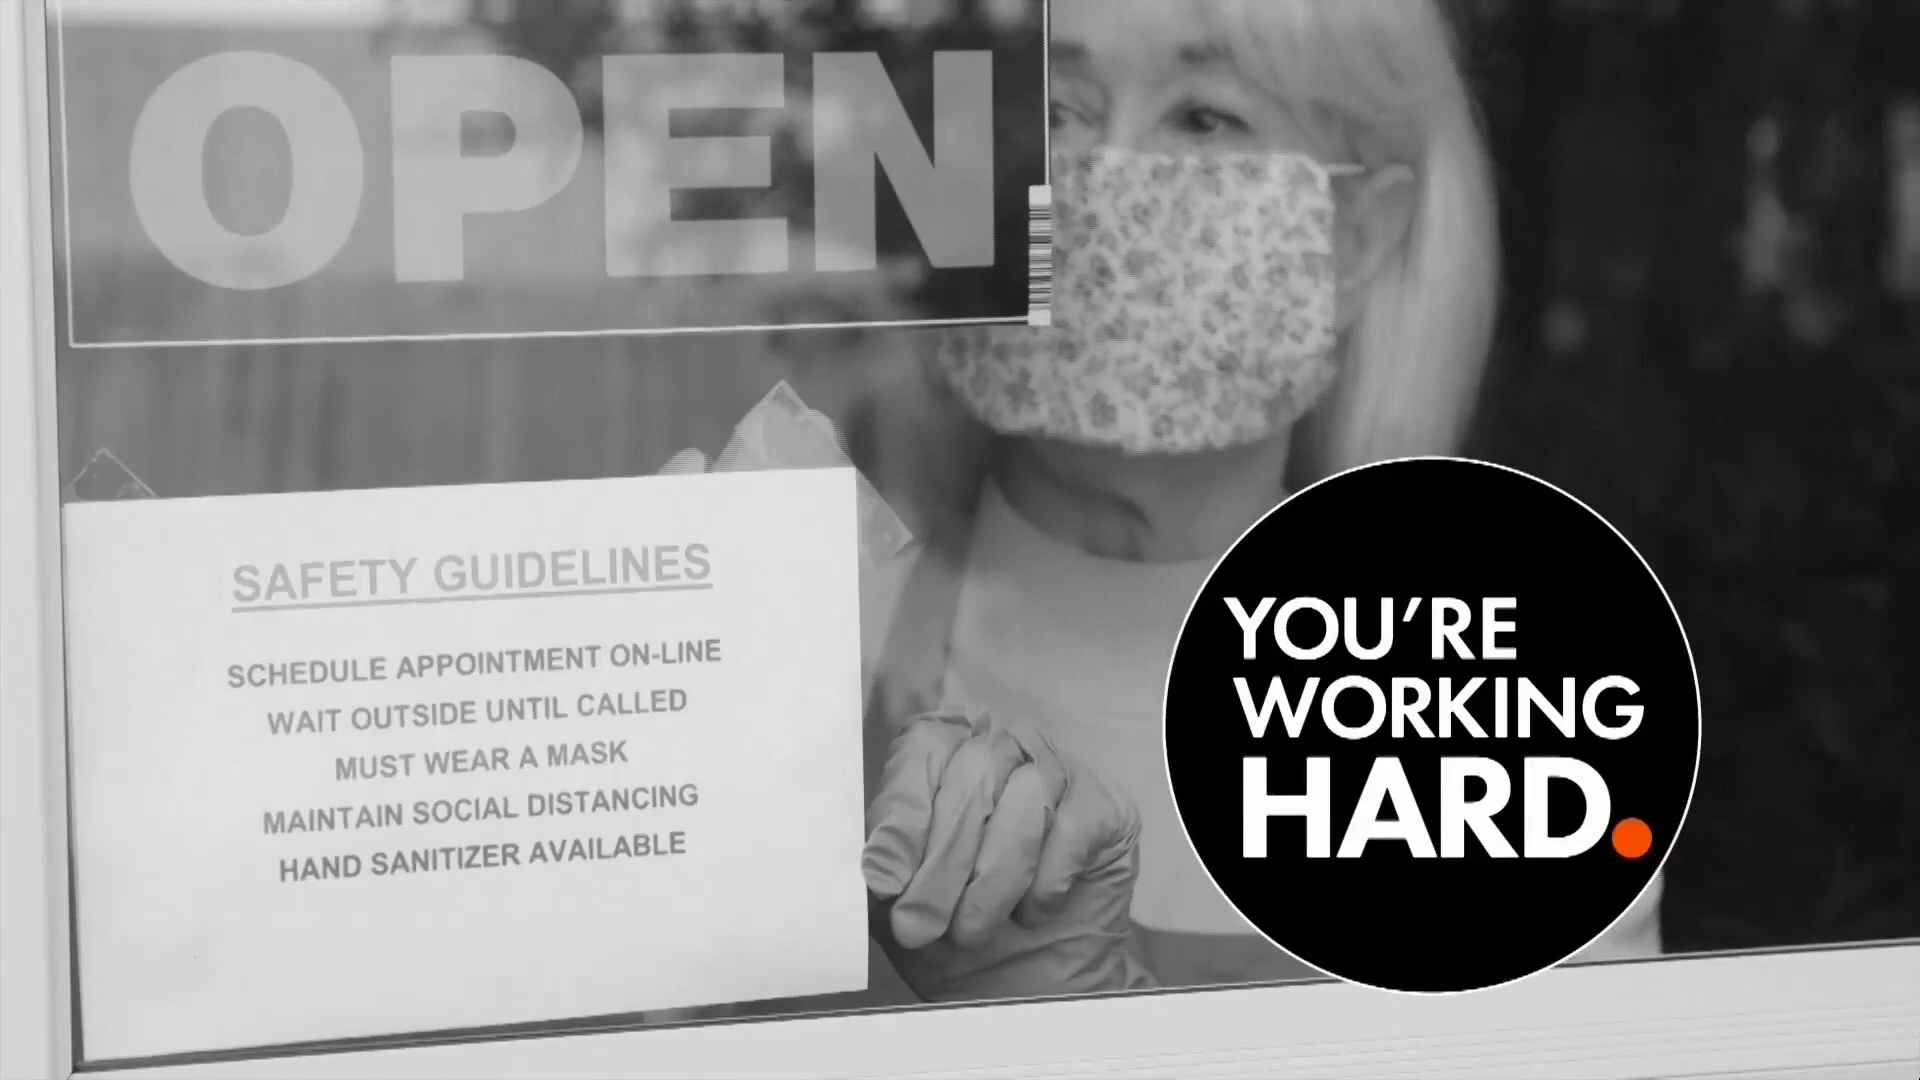 OPEN
SAFETY GUIDELINES
SCHEDULE APPOINTMENT ON-LINE
WAIT OUTSIDE UNTIL CALLED
MUST WEAR A MASK
MAINTAIN SOCIAL DISTANCING
HAND SANITIZER AVAILABLE
YOU'RE
WORKING
HARD.